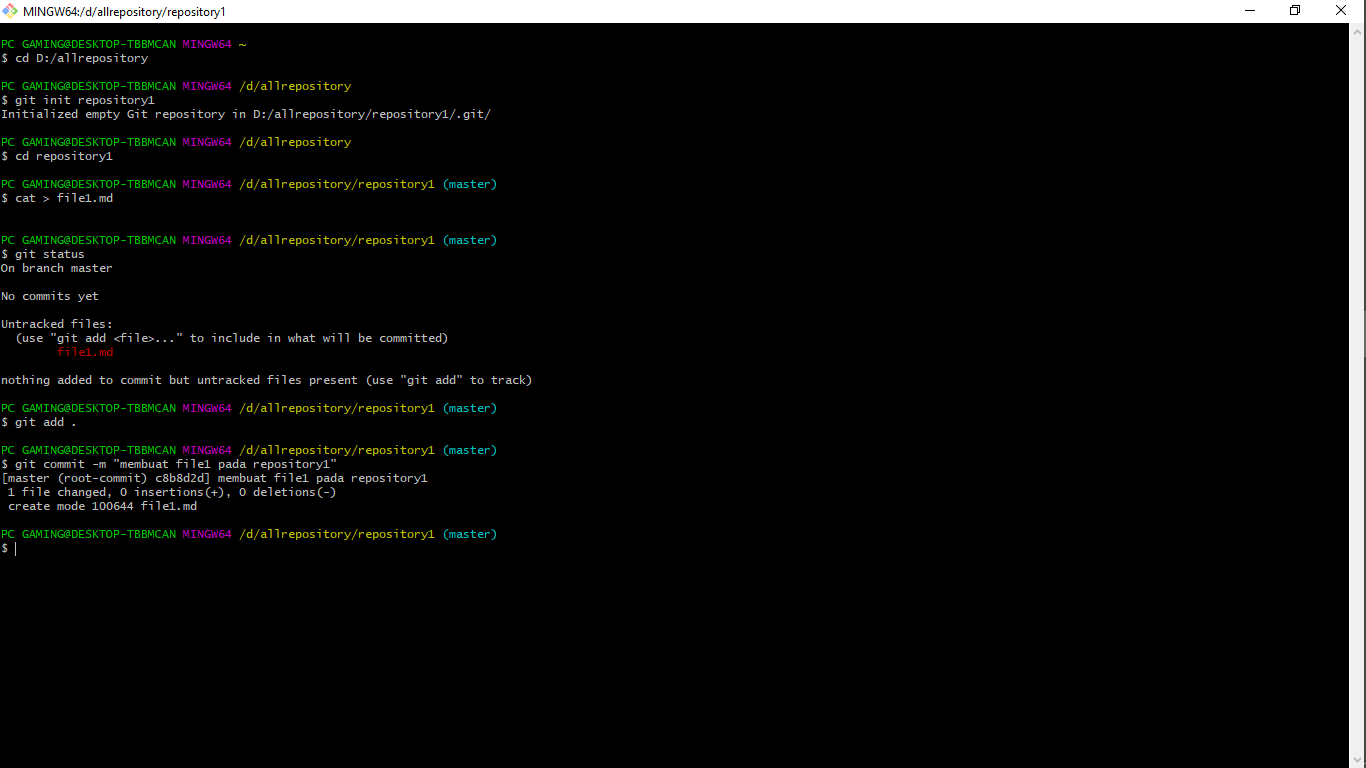 MINGW64:/d/allrepository/repository1
PC GAMING@DESKTOP-TBBMCAN MINGW64 ~
$ cd D:/allrepository
PC GAMING@DESKTOP-TBBMCAN MINGW64 /d/allrepository
$ git init repository1
Initialized empty Git repository in D:/allrepository/repository1/.git/
PC GAMING@DESKTOP-TBBMCAN MINGW64 /d/allrepository
$ cd repository1
PC GAMING@DESKTOP-TBBMCAN MINGW64 /d/allrepository/repository1 (master)
$ cat > file1.md
PC GAMING@DESKTOP-TBBMCAN MINGW64 /d/allrepository/repository1 (master)
$ git status
On branch master
No commits yet
Untracked files:
  (use "git add <file>..." to include in what will be committed)
        file1.md
nothing added to commit but untracked files present (use "git add" to track)
PC GAMING@DESKTOP-TBBMCAN MINGW64 /d/allrepository/repository1 (master)
$ git add .
PC GAMING@DESKTOP-TBBMCAN MINGW64 /d/allrepository/repository1 (master)
$ git commit -m "membuat file1 pada repository1"
[master (root-commit) c8b8d2d] membuat file1 pada repository1
 1 file changed, 0 insertions(+), 0 deletions(-)
 create mode 100644 file1.md
PC GAMING@DESKTOP-TBBMCAN MINGW64 /d/allrepository/repository1 (master)
$